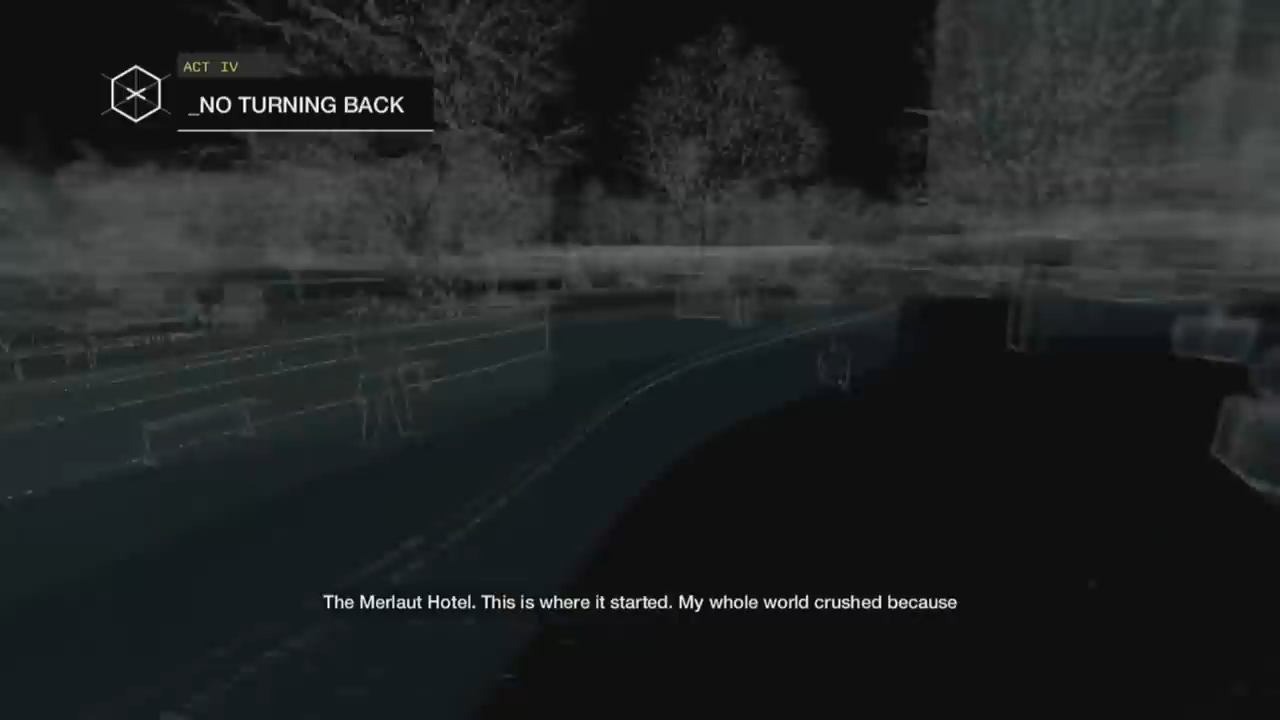 ACT IV
_NO TURNING BACK
The Merlaut Hotel. This is where it started. My whole world crushed because